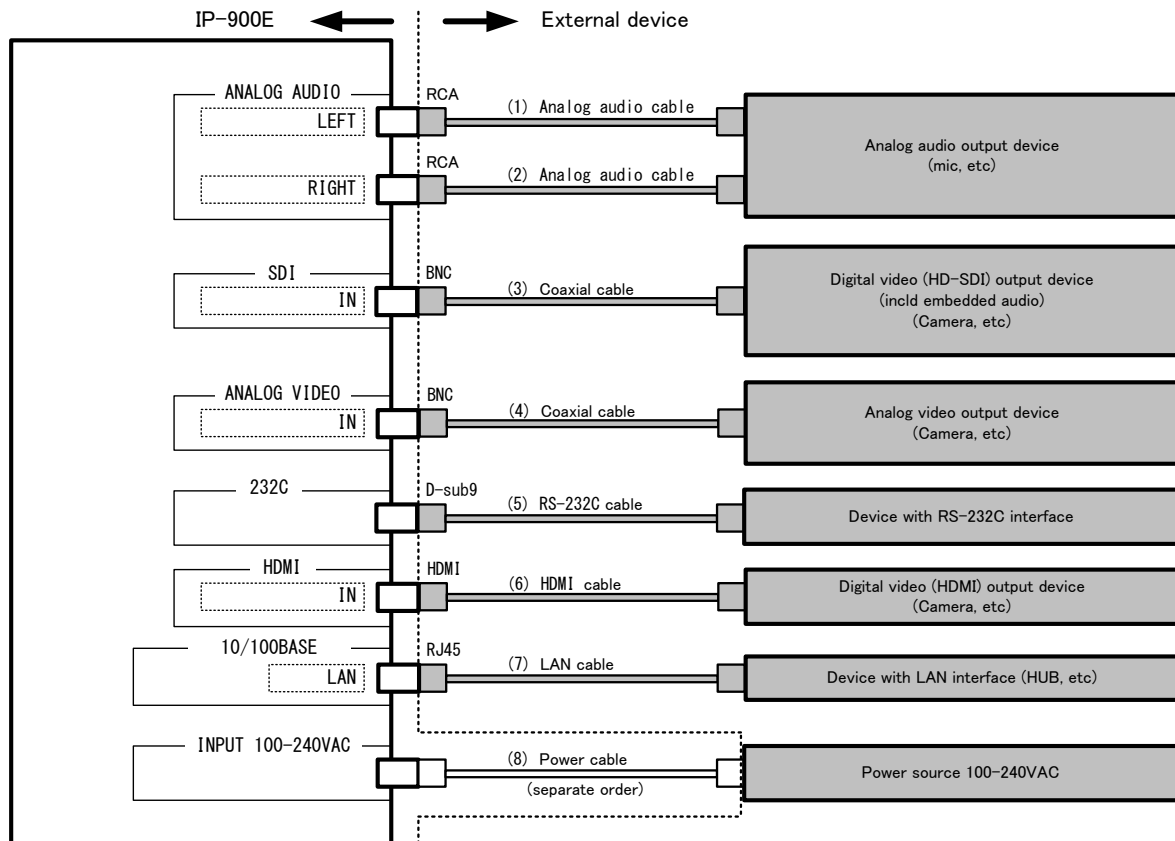 IP-900E External device
ANALOG AUDIO
RCA
(1) Analog audio cable
LEFT
Analog audio output device
(mic, etc)
RCA
(2) Analog audio cable
RIGHT
SDI
BNC
(3) Coaxial cable
IN
Digital video (HD-SDI) output device
(incld embedded audio)
(Camera, etc)
ANALOG VIDEO
BNC
(4) Coaxial cable
IN
Analog video output device
(Camera, etc)
232C
D-sub9
(5) RS-232C cable
Device with RS-232C interface
HDMI
HDMI
(6) HDMI cable
IN
Digital video (HDMI) output device
(Camera, etc)
10/100BASE
RJ45
(7) LAN cable
LAN
Device with LAN interface (HUB, etc)
INPUT 100-240VAC
(8) Power cable
(separate order)
Power source 100-240VAC